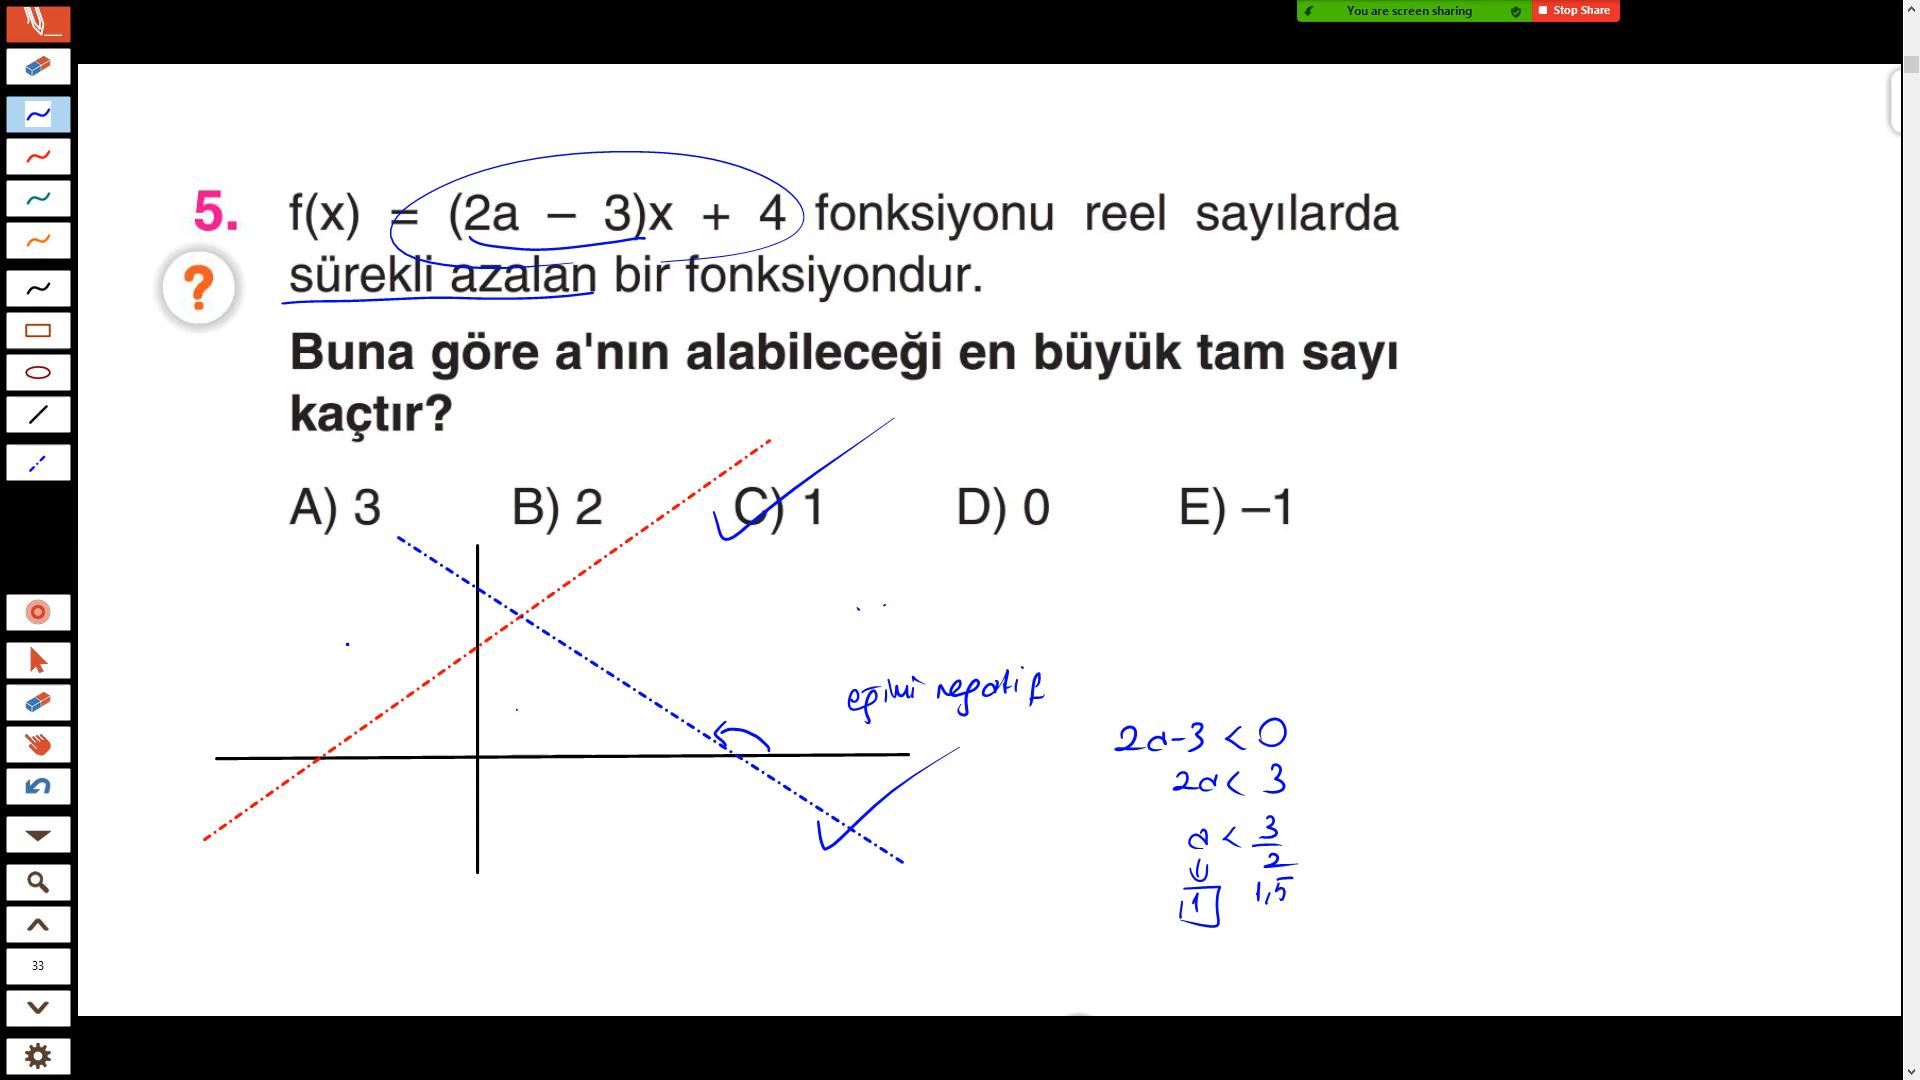 You are screen sharing
Stop Share
5. f(x) = (2a – 3)x + 4 fonksiyonu reel sayılarda
? sürekli azalan bir fonksiyondur.
Buna göre a'nın alabileceği en büyük tam sayı
kaçtır?
A) 3 B) 2 C) 1 D) 0 E) –1
eğimi negatif
2a-3 < 0
2a < 3
a < 3/2
1 1,5
33